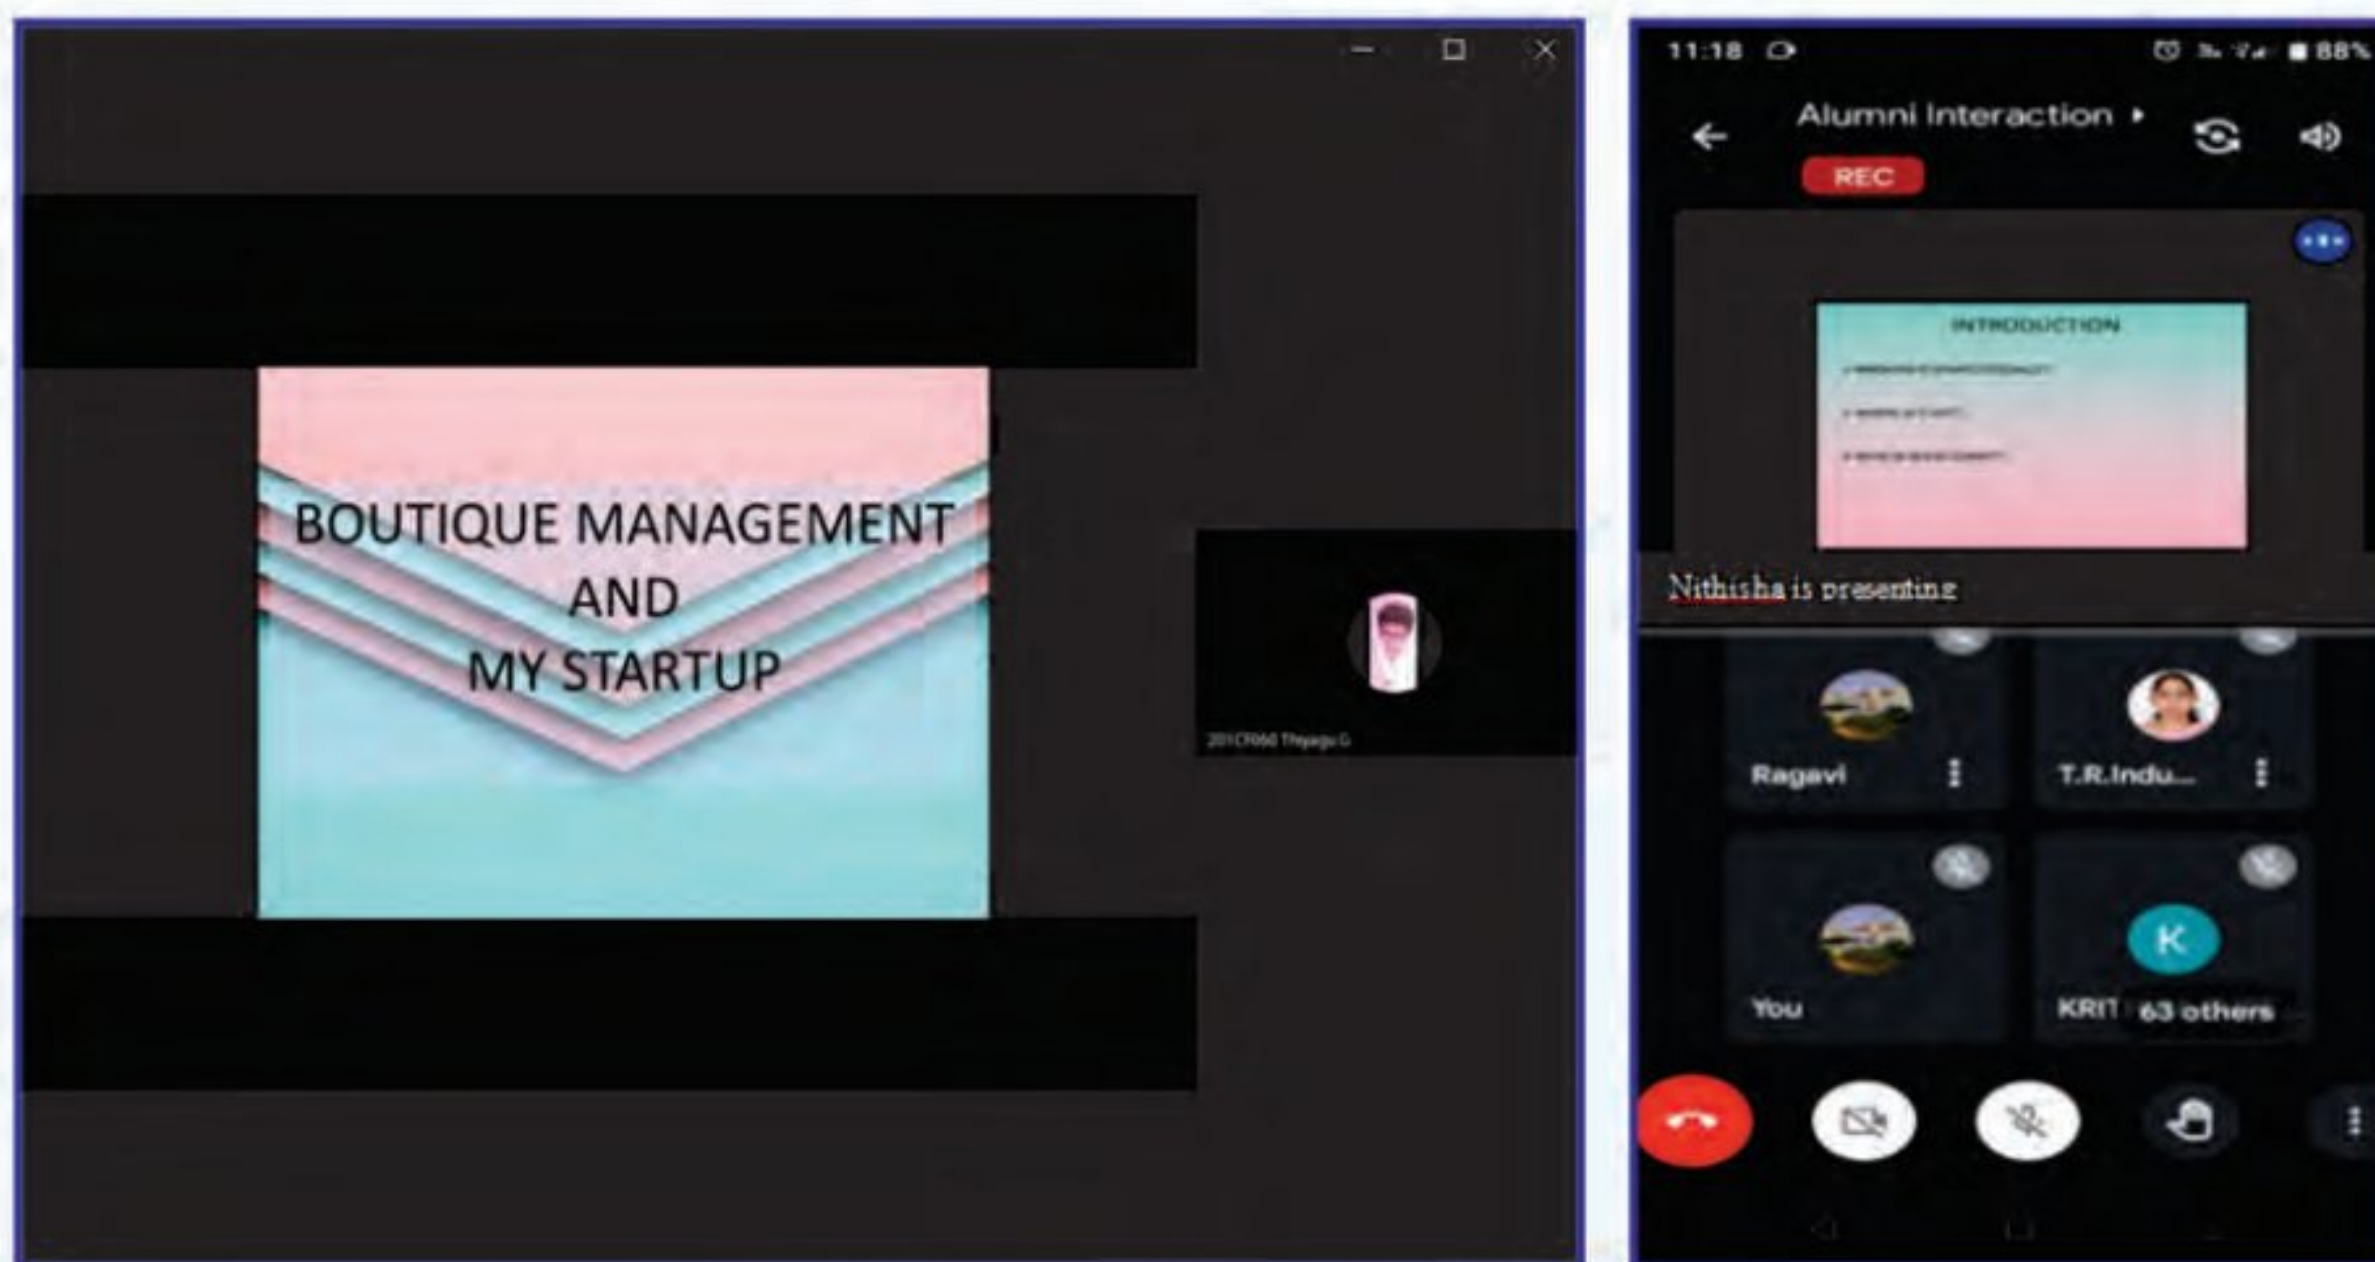 BOUTIQUE MANAGEMENT
AND
MY STARTUP
Thiyagu G
11:18
88%
Alumni Interaction
REC
INTRODUCTION
Nithisha is presenting
Ragavi
T.R.Indu...
You
K
KRIT
63 others